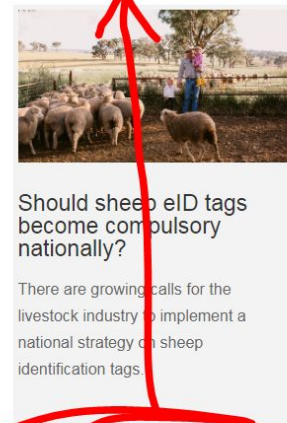 Should sheep eID tags
become compulsory
nationally?
There are growing calls for the
livestock industry to implement a
national strategy on sheep
identification tags.